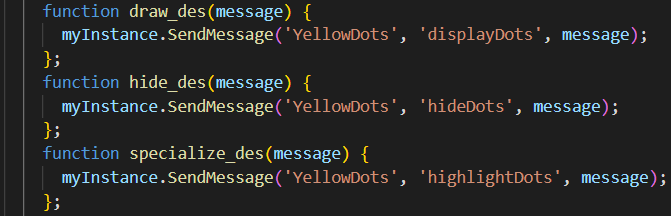 function draw_des(message) {
  myInstance.SendMessage('YellowDots', 'displayDots', message);
};
function hide_des(message) {
  myInstance.SendMessage('YellowDots', 'hideDots', message);
};
function specialize_des(message) {
  myInstance.SendMessage('YellowDots', 'highlightDots', message);
};